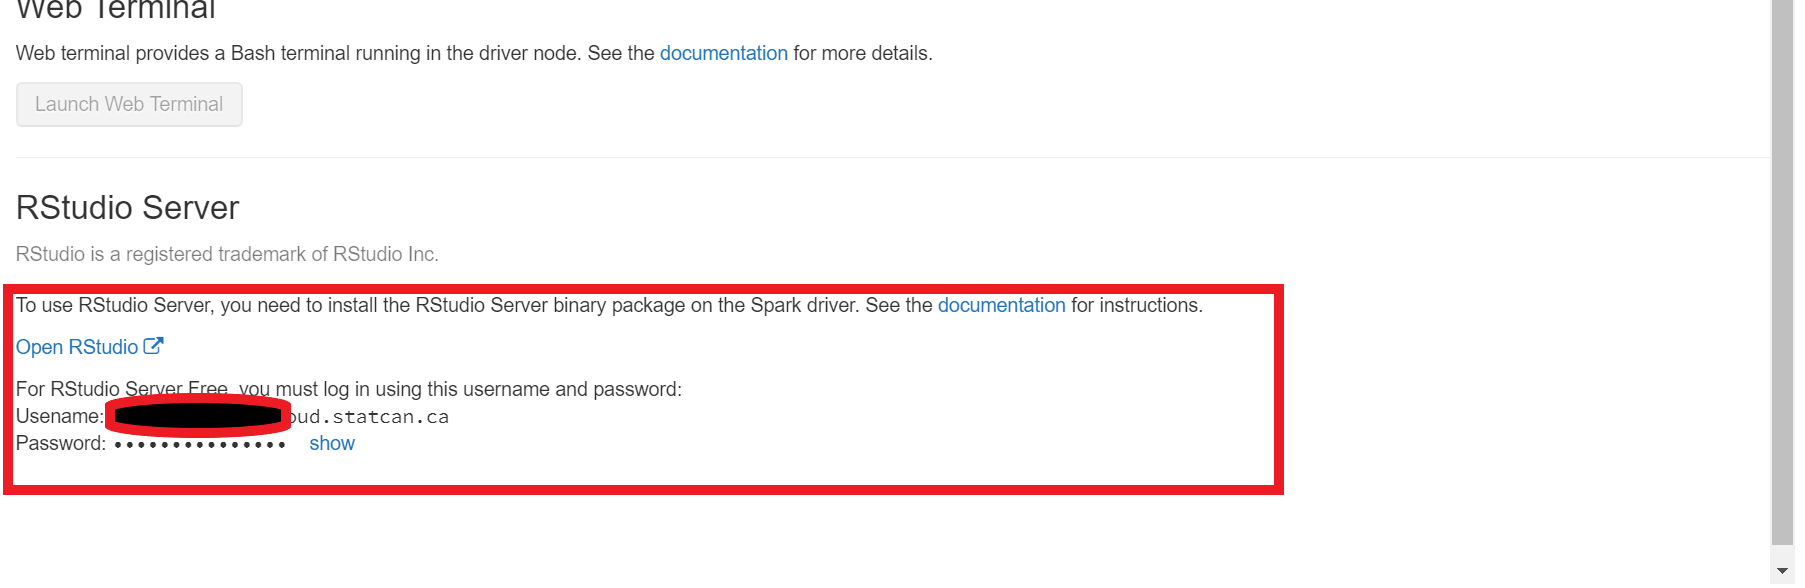 Web Terminal
Web terminal provides a Bash terminal running in the driver node. See the documentation for more details.
Launch Web Terminal
RStudio Server
RStudio is a registered trademark of RStudio Inc.
To use RStudio Server, you need to install the RStudio Server binary package on the Spark driver. See the documentation for instructions.
Open RStudio
For RStudio Server Free, you must log in using this username and password:
Usename: oud.statcan.ca
Password: ••••••••••••••• show